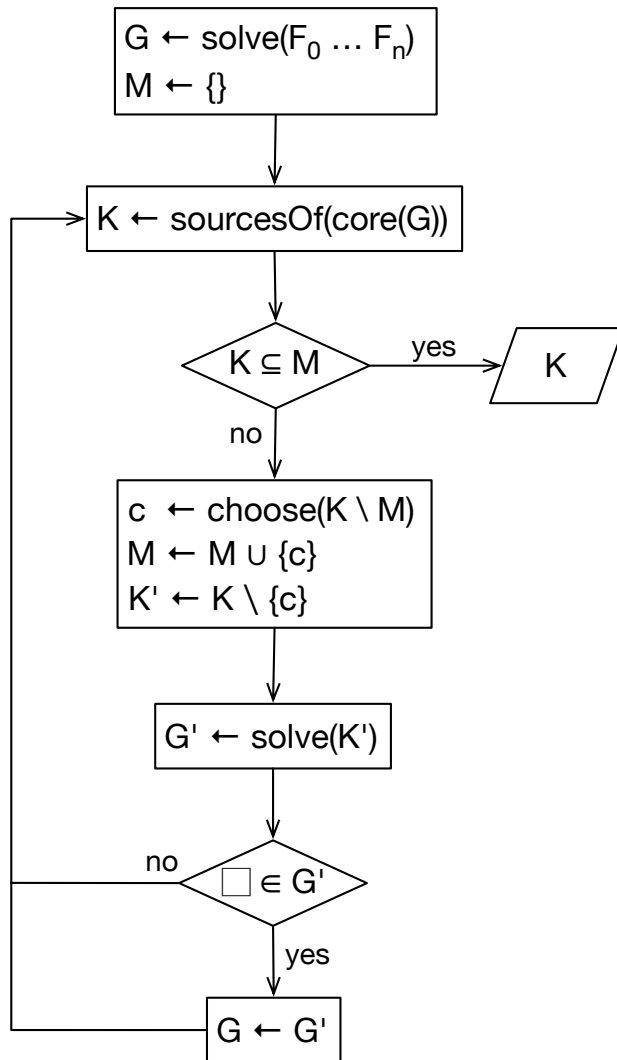 G ← solve(F₀ … Fₙ)
M ← {}
K ← sourcesOf(core(G))
K ⊆ M
yes
K
no
c ← choose(K \ M)
M ← M ∪ {c}
K' ← K \ {c}
G' ← solve(K')
no
□ ∈ G'
yes
G ← G'